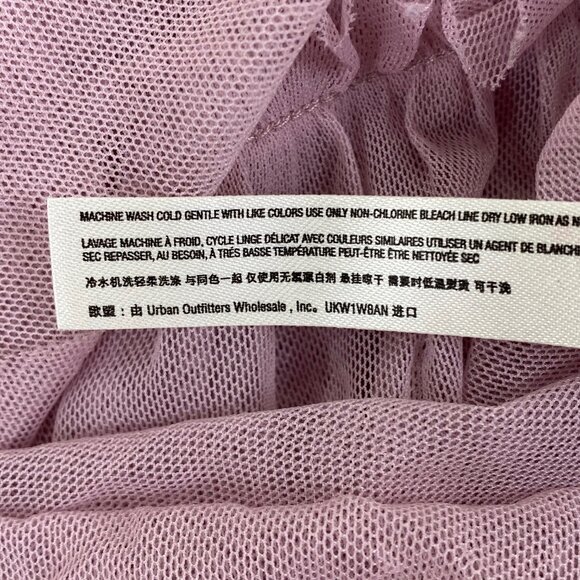 MACHINE WASH COLD GENTLE WITH LIKE COLORS USE ONLY NON-CHLORINE BLEACH LINE DRY LOW IRON AS
LAVAGE MACHINE À FROID, CYCLE LINGE DÉLICAT AVEC COULEURS SIMILAIRES UTILISER UN AGENT DE
SEC REPASSER, AU BESOIN, À TRÉS BASSE TEMPÉRATURE PEUT-ÊTRE ÊTRE NETTOYÉE SEC
冷水机洗轻柔洗涤 与同色一起 仅使用无氯漂白剂 悬挂晾干 需要时低温熨烫 可干洗
欧盟：由 Urban Outfitters Wholesale , Inc。UKW1W8AN 进口